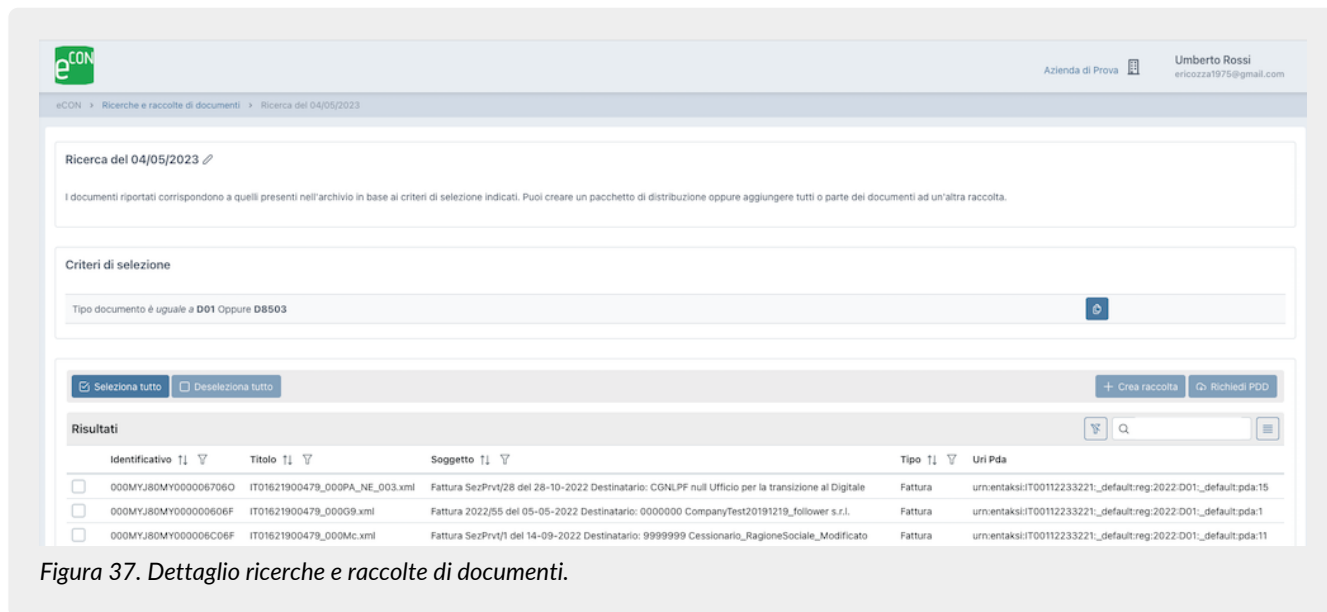 eCON
Azienda di Prova
Umberto Rossi
ericozza1975@gmail.com
eCON > Ricerche e raccolte di documenti > Ricerca del 04/05/2023
Ricerca del 04/05/2023
I documenti riportati corrispondono a quelli presenti nell'archivio in base ai criteri di selezione indicati. Puoi creare un pacchetto di distribuzione oppure aggiungere tutti o parte dei documenti ad un'altra raccolta.
Criteri di selezione
Tipo documento è uguale a D01 Oppure D8503
Seleziona tutto Deseleziona tutto + Crea raccolta Richiedi PDD
Risultati
Identificativo Titolo Soggetto Tipo Uri Pda
000MYJ80MY000006706O IT01621900479_000PA_NE_003.xml Fattura SezPrvt/28 del 28-10-2022 Destinatario: CGNLPF null Ufficio per la transizione al Digitale Fattura urn:entaksi:IT00112233221:_default:reg:2022:D01:_default:pda:15
000MYJ80MY000000606F IT01621900479_000G9.xml Fattura 2022/55 del 05-05-2022 Destinatario: 0000000 CompanyTest20191219_follower s.r.l. Fattura urn:entaksi:IT00112233221:_default:reg:2022:D01:_default:pda:1
000MYJ80MY000006C06F IT01621900479_000Mc.xml Fattura SezPrvt/1 del 14-09-2022 Destinatario: 9999999 Cessionario_RagioneSociale_Modificato Fattura urn:entaksi:IT00112233221:_default:reg:2022:D01:_default:pda:11
Figura 37. Dettaglio ricerche e raccolte di documenti.